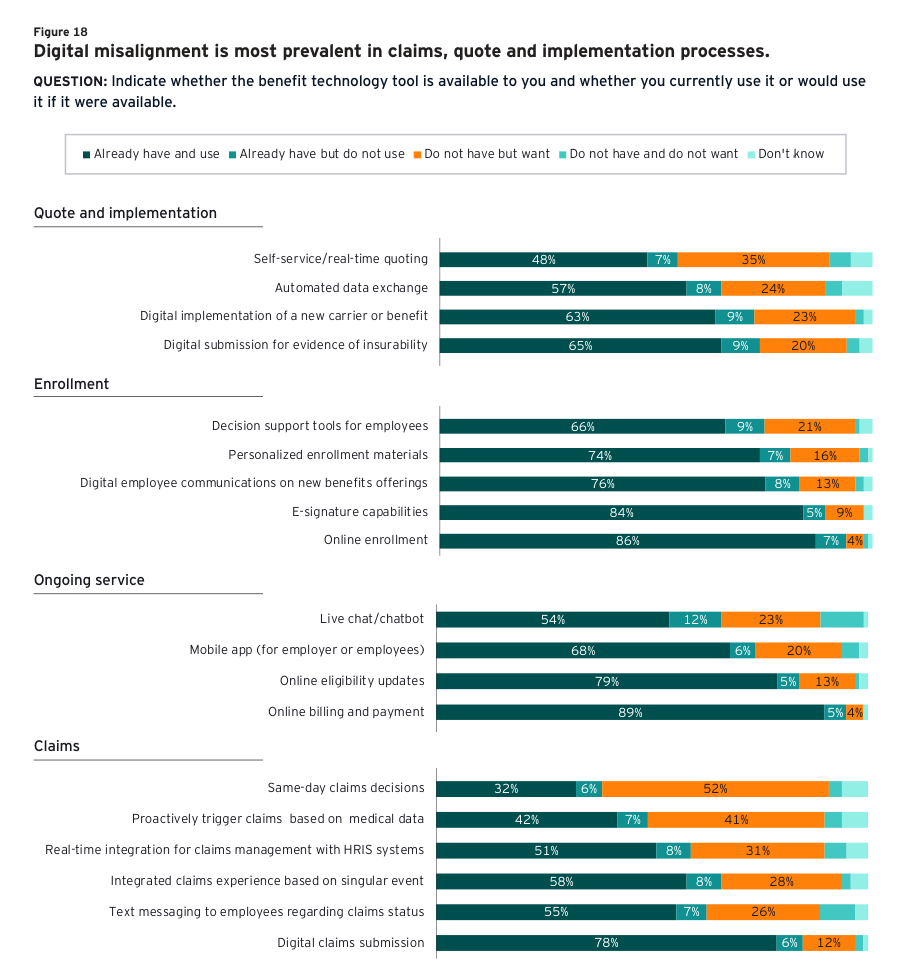 Figure 18
Digital misalignment is most prevalent in claims, quote and implementation processes.
QUESTION: Indicate whether the benefit technology tool is available to you and whether you currently use it or would use
it if it were available.
Already have and use Already have but do not use Do not have but want Do not have and do not want Don't know
Quote and implementation
Self-service/real-time quoting 48% 7% 35%
Automated data exchange 57% 8% 24%
Digital implementation of a new carrier or benefit 63% 9% 23%
Digital submission for evidence of insurability 65% 9% 20%
Enrollment
Decision support tools for employees 66% 9% 21%
Personalized enrollment materials 74% 7% 16%
Digital employee communications on new benefits offerings 76% 8% 13%
E-signature capabilities 84% 5% 9%
Online enrollment 86% 7% 4%
Ongoing service
Live chat/chatbot 54% 12% 23%
Mobile app (for employer or employees) 68% 6% 20%
Online eligibility updates 79% 5% 13%
Online billing and payment 89% 5% 4%
Claims
Same-day claims decisions 32% 6% 52%
Proactively trigger claims based on medical data 42% 7% 41%
Real-time integration for claims management with HRIS systems 51% 8% 31%
Integrated claims experience based on singular event 58% 8% 28%
Text messaging to employees regarding claims status 55% 7% 26%
Digital claims submission 78% 6% 12%